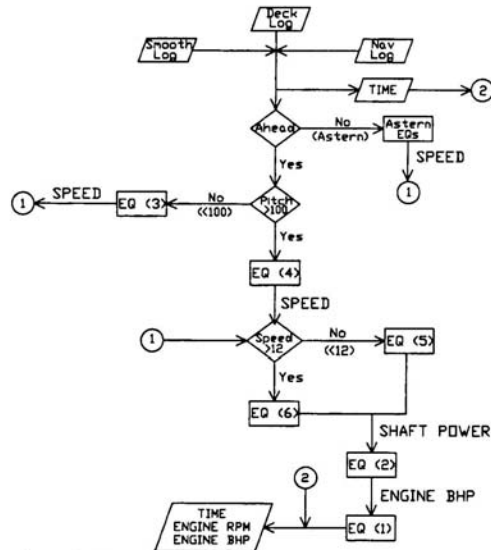 Deck
Log
Smooth
Log
Nav
Log
TIME
2
Ahead
No
(Astern)
Astern
EQs
Yes
SPEED
1
1
SPEED
EQ (3)
No
(<100)
Pitch
>100
Yes
EQ (4)
SPEED
1
Speed
>12
No
(<12)
EQ (5)
Yes
EQ (6)
SHAFT POWER
EQ (2)
ENGINE BHP
2
TIME
ENGINE RPM
ENGINE BHP
EQ (1)